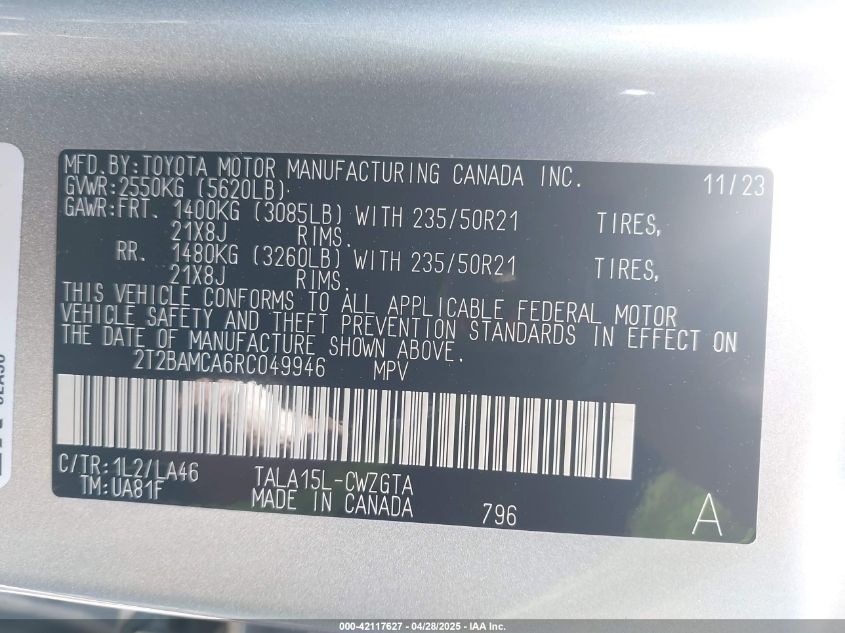 MFD.BY:TOYOTA MOTOR MANUFACTURING CANADA INC. 11/23
GVWR:2550KG (5620LB)
GAWR:FRT. 1400KG (3085LB) WITH 235/50R21 TIRES,
21X8J RIMS.
RR. 1480KG (3260LB) WITH 235/50R21 TIRES,
21X8J RIMS.
THIS VEHICLE CONFORMS TO ALL APPLICABLE FEDERAL MOTOR
VEHICLE SAFETY AND THEFT PREVENTION STANDARDS IN EFFECT ON
THE DATE OF MANUFACTURE SHOWN ABOVE.
2T2BAMCA6RC049946 MPV
C/TR:1L2/LA46 TALA15L-CWZGTA
TM:UA81F MADE IN CANADA 796 A
000-42117627 - 04/28/2025 - IAA Inc.